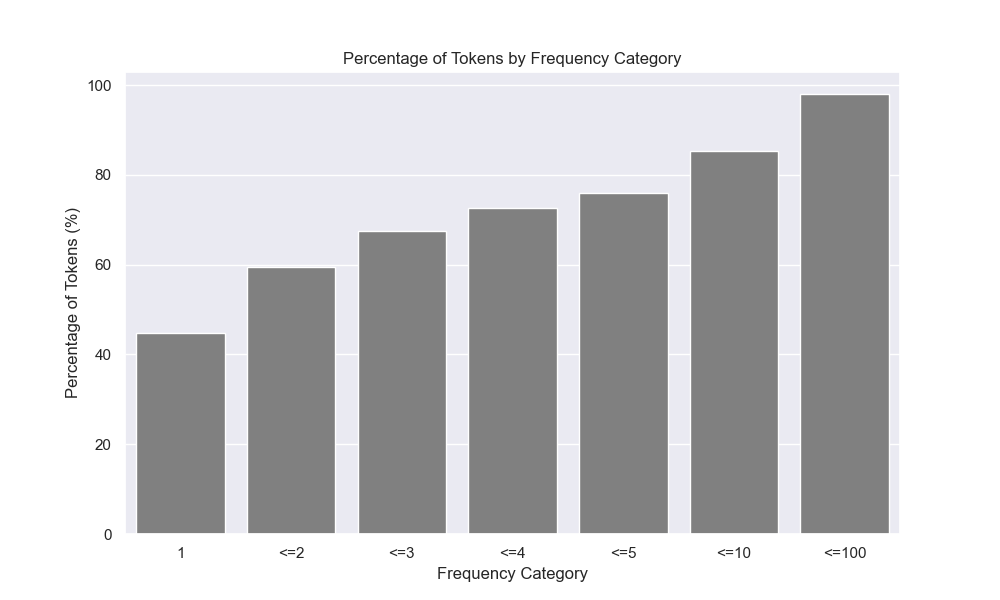 Percentage of Tokens by Frequency Category
Percentage of Tokens (%)
100
80
60
40
20
0
1 <=2 <=3 <=4 <=5 <=10 <=100
Frequency Category